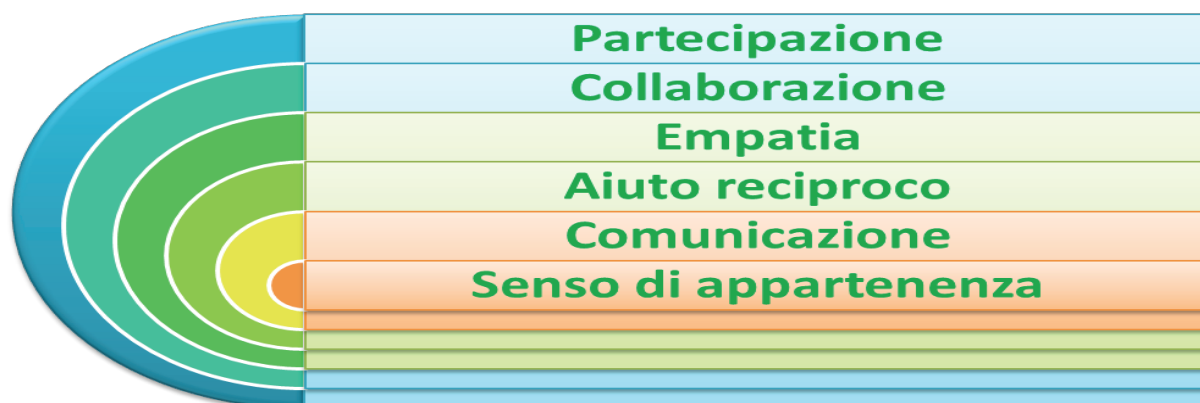 Partecipazione
Collaborazione
Empatia
Aiuto reciproco
Comunicazione
Senso di appartenenza